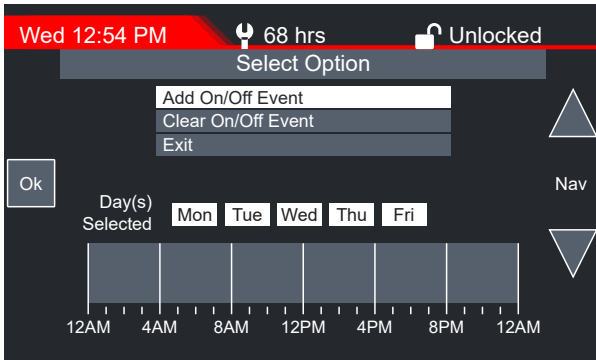 Wed 12:54 PM 68 hrs Unlocked
Select Option
Add On/Off Event
Clear On/Off Event
Exit
Ok
Nav
Day(s)
Selected
Mon Tue Wed Thu Fri
12AM 4AM 8AM 12PM 4PM 8PM 12AM